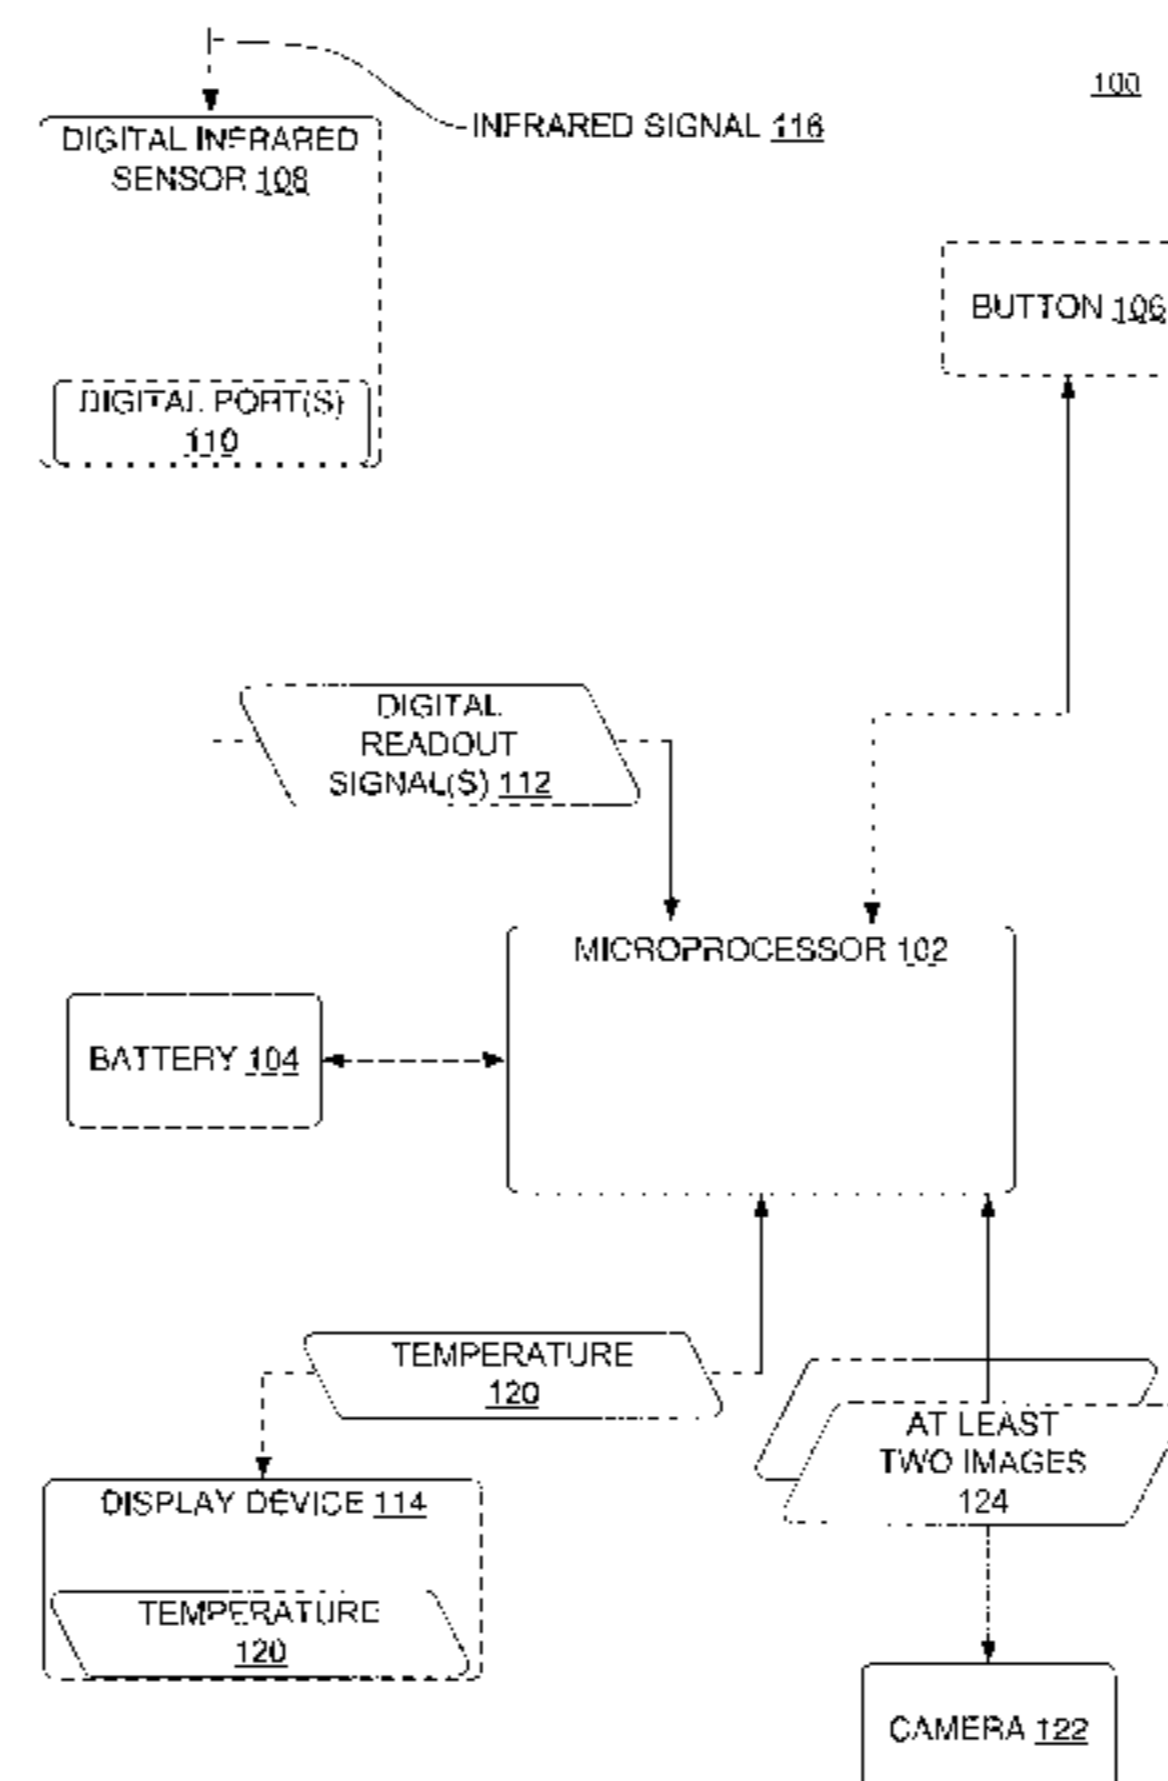 100
INFRARED SIGNAL 116
DIGITAL INFRARED
SENSOR 108
BUTTON 106
DIGITAL PORT(S)
110
DIGITAL
READOUT
SIGNAL(S) 112
MICROPROCESSOR 102
BATTERY 104
TEMPERATURE
120
AT LEAST
TWO IMAGES
124
DISPLAY DEVICE 114
TEMPERATURE
120
CAMERA 122